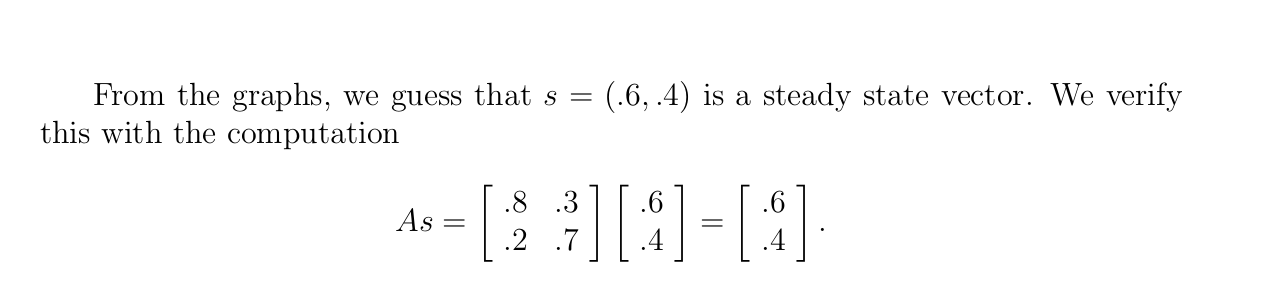 From the graphs, we guess that s = (.6, .4) is a steady state vector. We verify
this with the computation
As = [ .8 .3 ] [ .6 ] = [ .6 ] .
[ .2 .7 ] [ .4 ] [ .4 ]